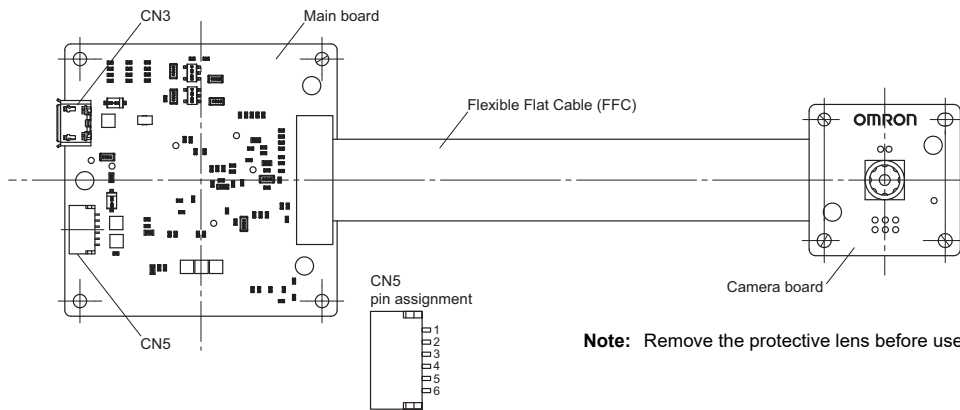 CN3
Main board
Flexible Flat Cable (FFC)
OMRON
Camera board
CN5
CN5
pin assignment
1
2
3
4
5
6
Note: Remove the protective lens before use